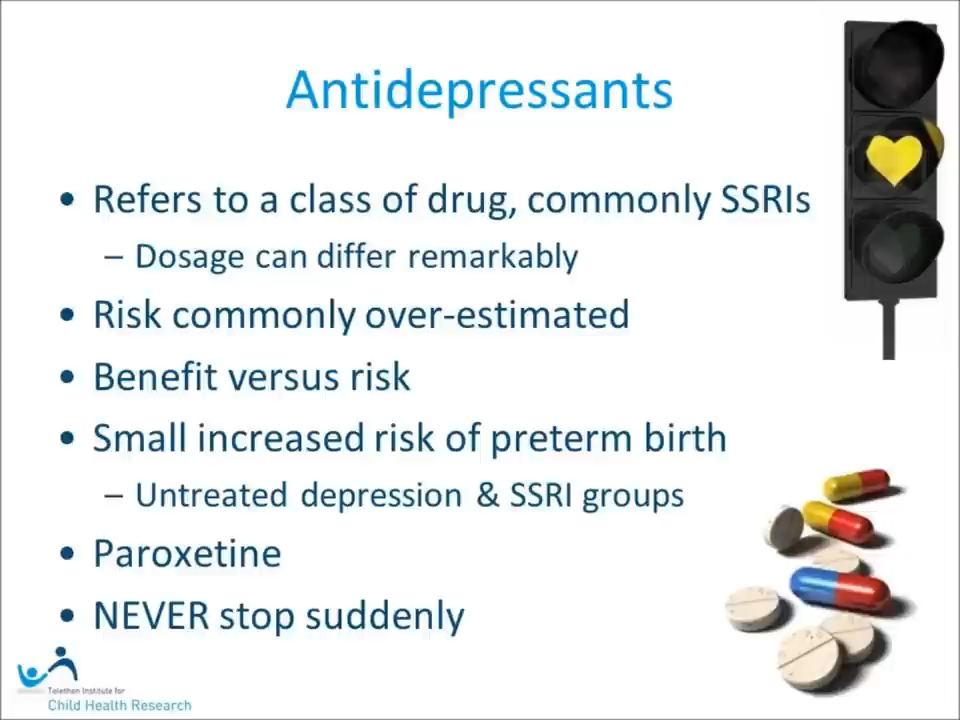 Antidepressants
• Refers to a class of drug, commonly SSRIs
– Dosage can differ remarkably
• Risk commonly over-estimated
• Benefit versus risk
• Small increased risk of preterm birth
– Untreated depression & SSRI groups
• Paroxetine
• NEVER stop suddenly
Telethon Institute for
Child Health Research